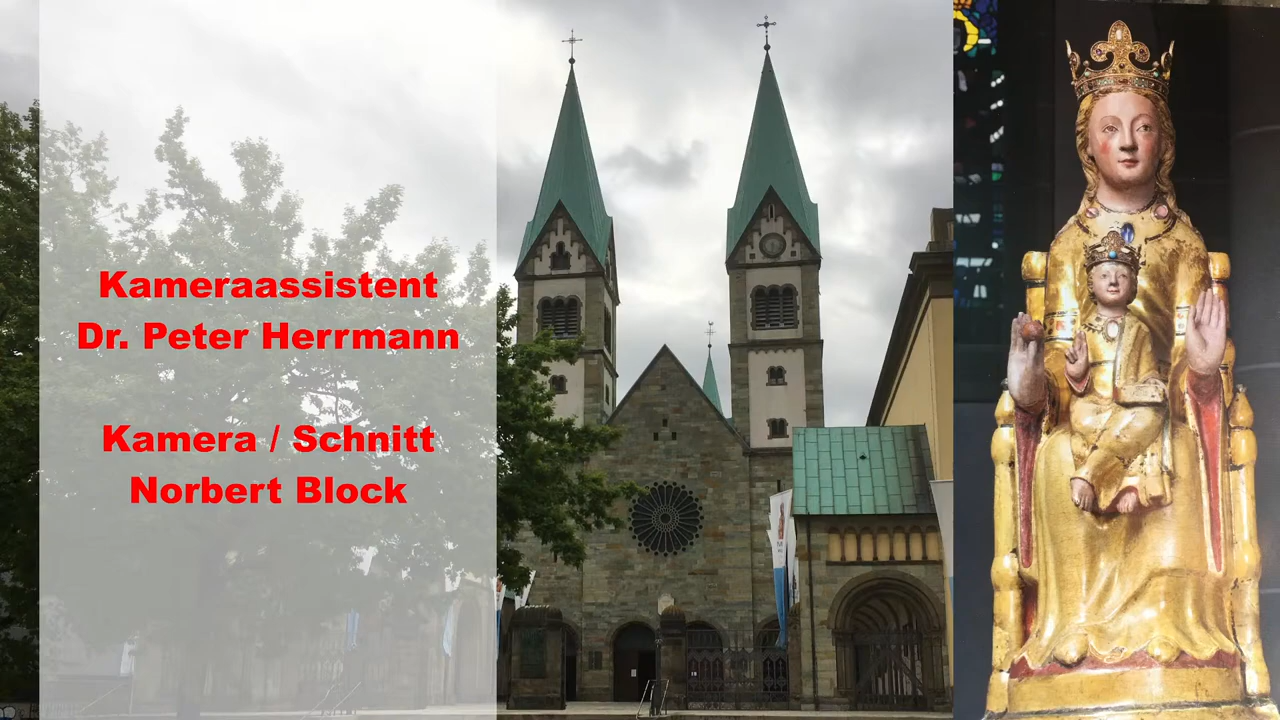 Kameraassistent
Dr. Peter Herrmann
Kamera / Schnitt
Norbert Block